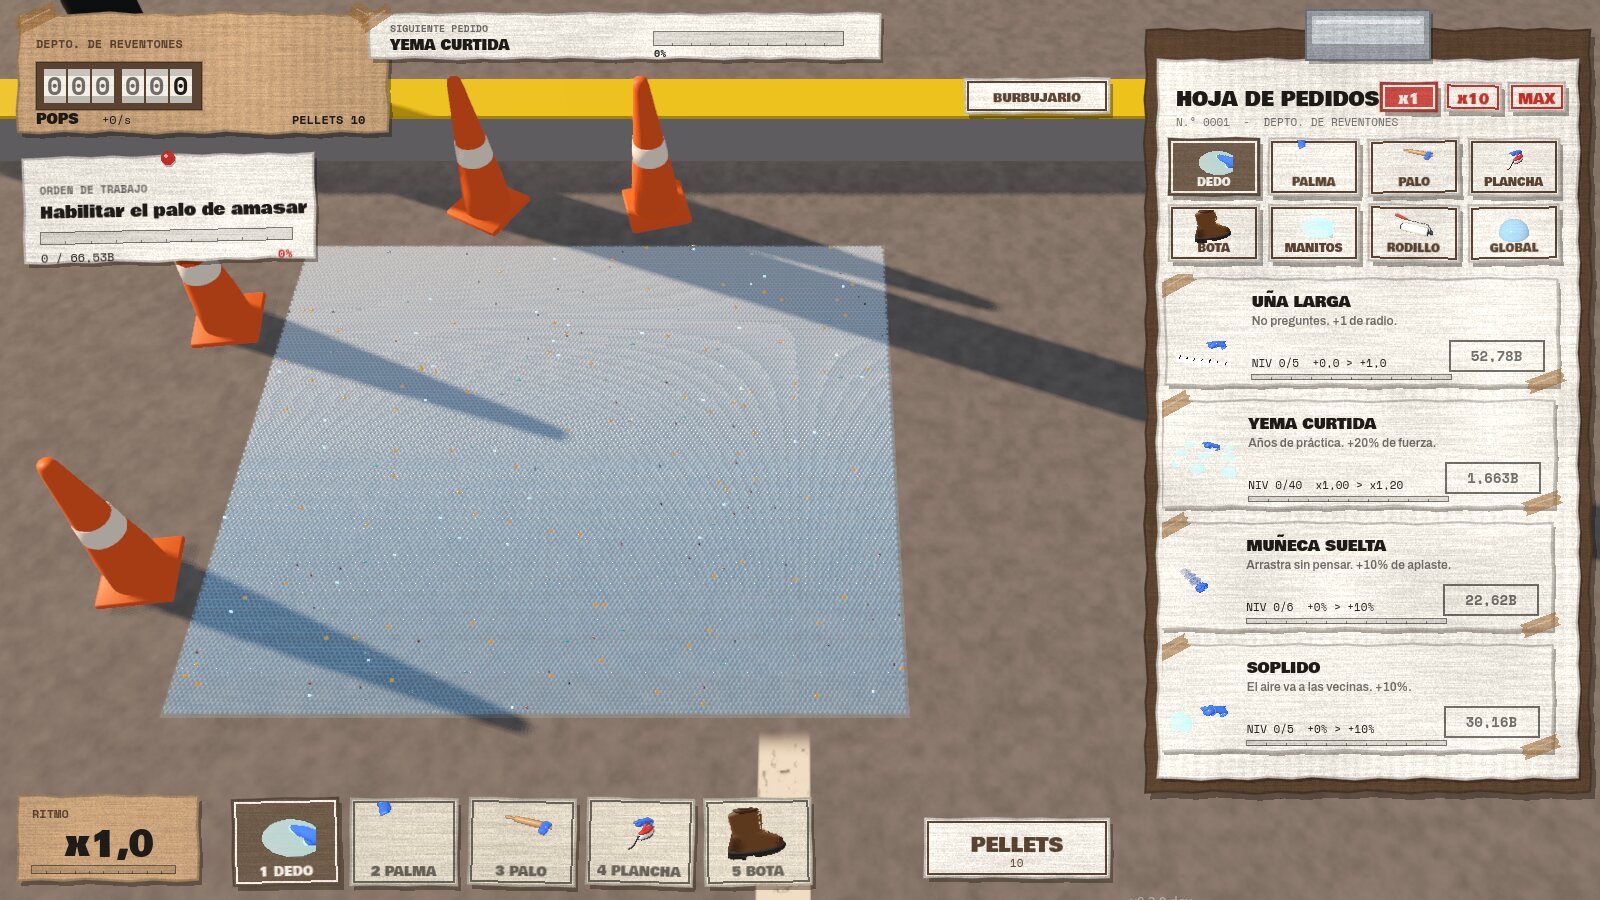 DEPTO. DE REVENTONES
000000
POPS +0/s PELLETS 10
SIGUIENTE PEDIDO
YEMA CURTIDA
0%
BURBUJARIO
ORDEN DE TRABAJO
Habilitar el palo de amasar
0 / 66,53B 0%
HOJA DE PEDIDOS x1 x10 MAX
N.° 0001 - DEPTO. DE REVENTONES
DEDO PALMA PALO PLANCHA
BOTA MANITOS RODILLO GLOBAL
UÑA LARGA
No preguntes. +1 de radio.
NIV 0/5 +0,0 > +1,0 52,78B
YEMA CURTIDA
Años de práctica. +20% de fuerza.
NIV 0/40 x1,00 > x1,20 1,663B
MUÑECA SUELTA
Arrastra sin pensar. +10% de aplaste.
NIV 0/6 +0% > +10% 22,62B
SOPLIDO
El aire va a las vecinas. +10%.
NIV 0/5 +0% > +10% 30,16B
RITMO
x1,0
1 DEDO 2 PALMA 3 PALO 4 PLANCHA 5 BOTA
PELLETS
10